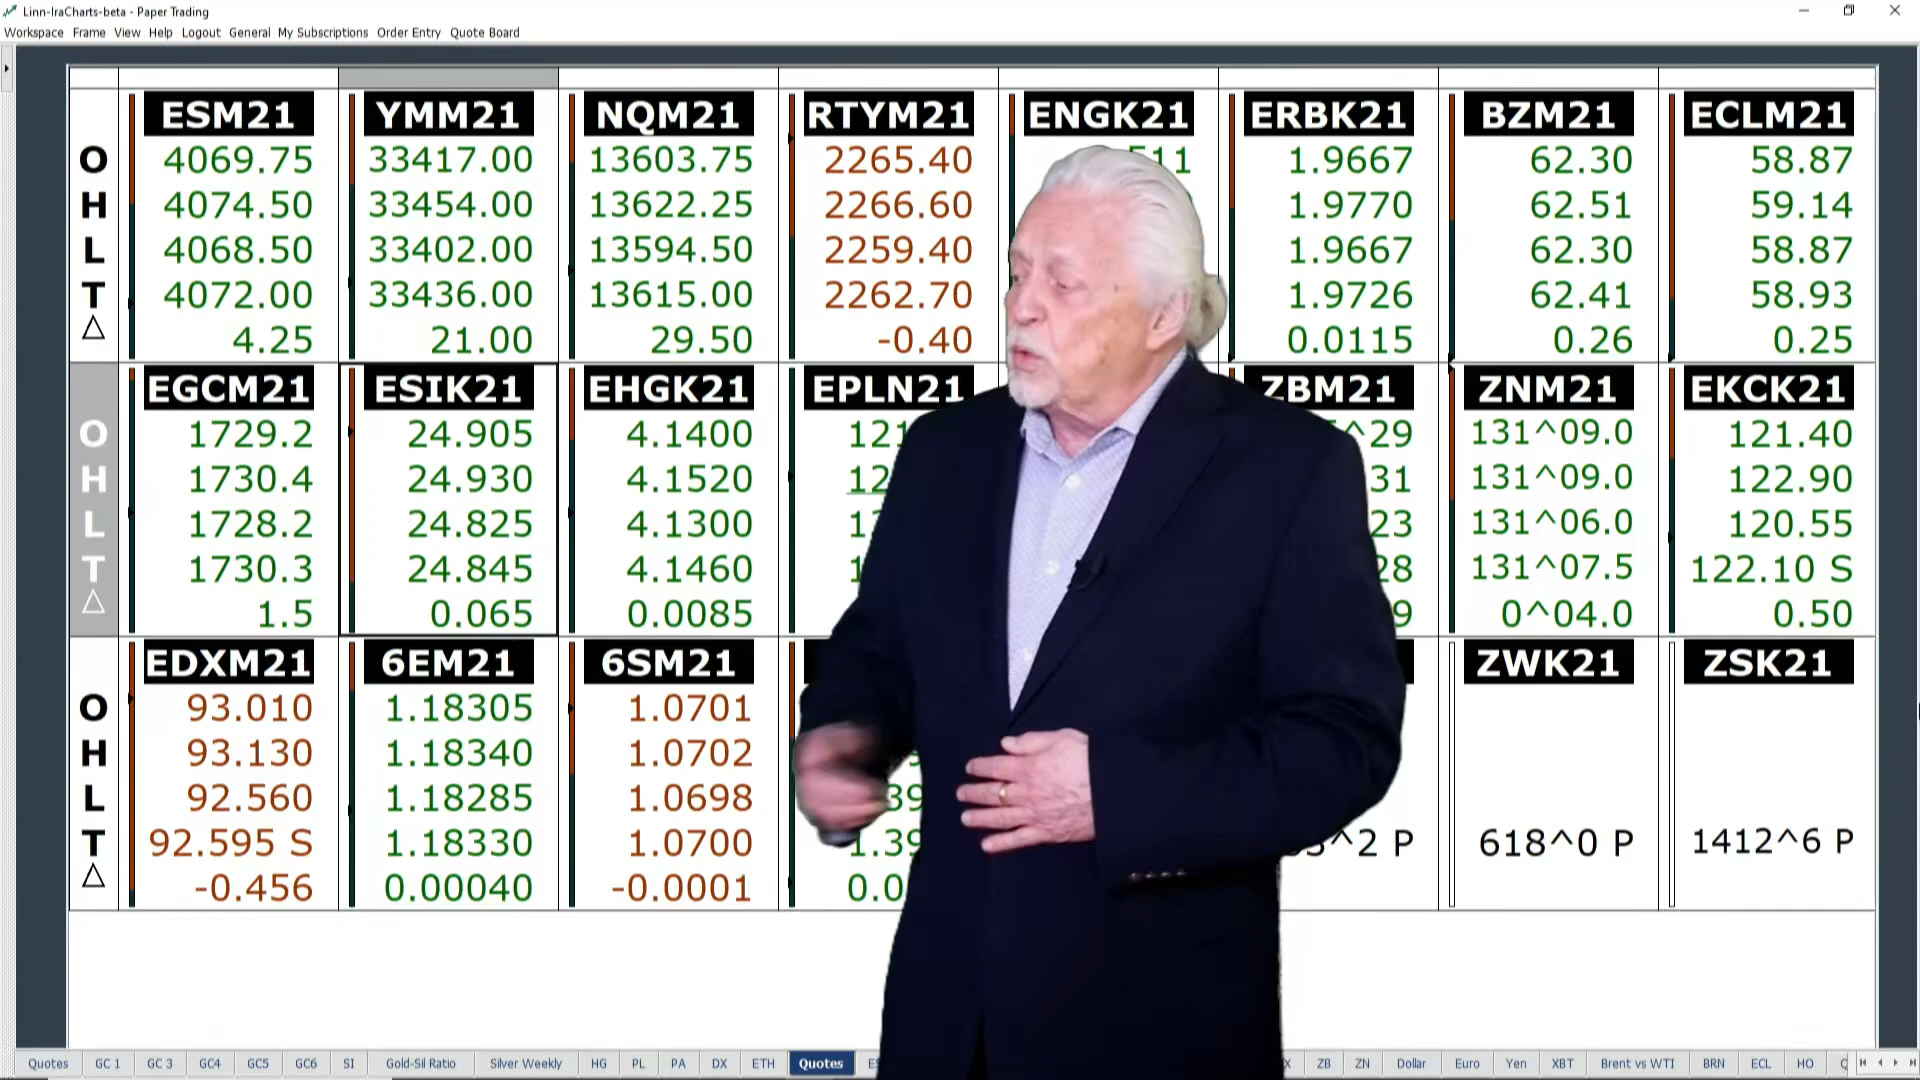 Linn-IraCharts-beta - Paper Trading
Workspace Frame View Help Logout General My Subscriptions Order Entry Quote Board
ESM21 YMM21 NQM21 RTYM21 ENGK21 ERBK21 BZM21 ECLM21
O 4069.75 33417.00 13603.75 2265.40 1.9667 62.30 58.87
H 4074.50 33454.00 13622.25 2266.60 1.9770 62.51 59.14
L 4068.50 33402.00 13594.50 2259.40 1.9667 62.30 58.87
T 4072.00 33436.00 13615.00 2262.70 1.9726 62.41 58.93
△ 4.25 21.00 29.50 -0.40 0.0115 0.26 0.25
EGCM21 ESIK21 EHGK21 EPLN21 ZBM21 ZNM21 EKCK21
O 1729.2 24.905 4.1400 ^29 131^09.0 121.40
H 1730.4 24.930 4.1520 31 131^09.0 122.90
L 1728.2 24.825 4.1300 23 131^06.0 120.55
T 1730.3 24.845 4.1460 28 131^07.5 122.10 S
△ 1.5 0.065 0.0085 9 0^04.0 0.50
EDXM21 6EM21 6SM21 ZWK21 ZSK21
O 93.010 1.18305 1.0701
H 93.130 1.18340 1.0702
L 92.560 1.18285 1.0698
T 92.595 S 1.18330 1.0700 1.39 ^2 P 618^0 P 1412^6 P
△ -0.456 0.00040 -0.0001 0.0
Quotes GC 1 GC 3 GC4 GC5 GC6 SI Gold-Sil Ratio Silver Weekly HG PL PA DX ETH Quotes ZB ZN Dollar Euro Yen XBT Brent vs WTI BRN ECL HO